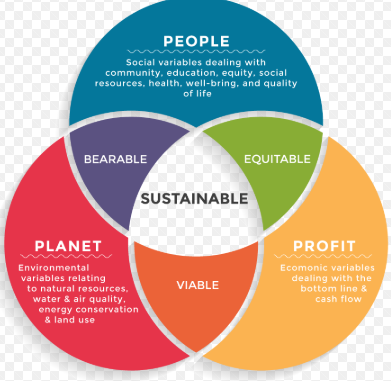 PEOPLE
Social variables dealing with
community, education, equity, social
resources, health, well-bring, and quality
of life
BEARABLE
EQUITABLE
SUSTAINABLE
PLANET
Environmental
variables relating
to natural resources,
water & air quality,
energy conservation
& land use
PROFIT
Ecomonic variables
dealing with the
bottom line &
cash flow
VIABLE